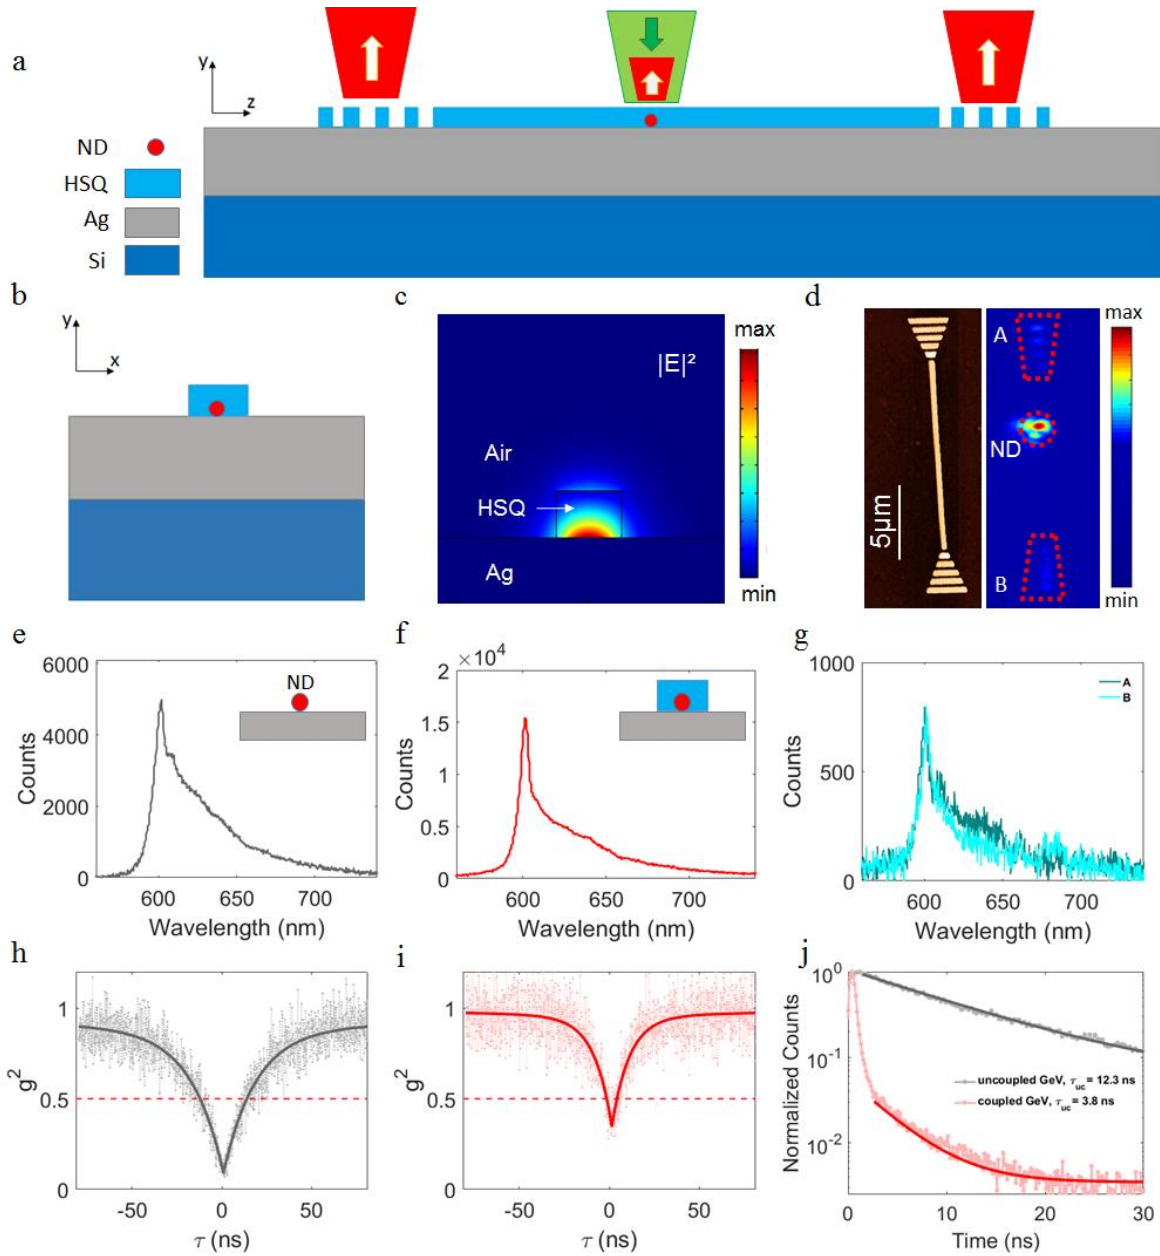 a
y
z
ND
HSQ
Ag
Si
b
y
x
c
|E|²
Air
HSQ
Ag
max
min
d
5μm
A
ND
B
max
min
e
6000
4000
2000
0
Counts
600 650 700
Wavelength (nm)
ND
f
×10⁴
2
1.5
1
0.5
0
Counts
600 650 700
Wavelength (nm)
g
1000
500
0
Counts
600 650 700
Wavelength (nm)
A
B
h
1
0.5
0
g²
-50 0 50
τ (ns)
i
1
0.5
0
g²
-50 0 50
τ (ns)
j
10⁰
10⁻¹
10⁻²
Normalized Counts
uncoupled GeV, τuc = 12.3 ns
coupled GeV, τuc = 3.8 ns
0 10 20 30
Time (ns)